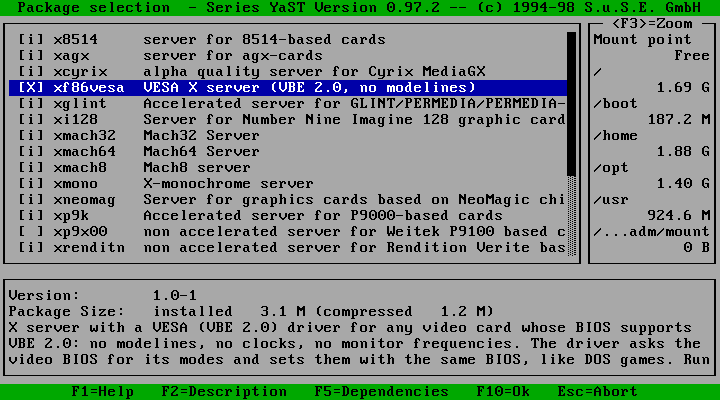 Package selection  - Series YaST Version 0.97.2 -- (c) 1994-98 S.u.S.E. GmbH
<F3>=Zoom
[i] x8514     server for 8514-based cards
Mount point
[i] xagx      server for agx-cards
Free
[i] xcyrix    alpha quality server for Cyrix MediaGX
/
[X] xf86vesa  VESA X server (VBE 2.0, no modelines)
1.69 G
[i] xglint    Accelerated server for GLINT/PERMEDIA/PERMEDIA-
/boot
[i] xi128     Server for Number Nine Imagine 128 graphic card
187.2 M
[i] xmach32   Mach32 Server
/home
[i] xmach64   Mach64 Server
1.88 G
[i] xmach8    Mach8 server
/opt
[i] xmono     X-monochrome server
1.40 G
[i] xneomag   Server for graphics cards based on NeoMagic chi
/usr
[i] xp9k      Accelerated server for P9000-based cards
924.6 M
[ ] xp9x00    non accelerated server for Weitek P9100 based c
/...adm/mount
[i] xrenditn  non accelerated server for Rendition Verite bas
0 B
Version:        1.0-1
Package Size:   installed   3.1 M (compressed   1.2 M)
X server with a VESA (VBE 2.0) driver for any video card whose BIOS supports
VBE 2.0: no modelines, no clocks, no monitor frequencies. The driver asks the
video BIOS for its modes and sets them with the same BIOS, like DOS games. Run
F1=Help   F2=Description   F5=Dependencies   F10=Ok   Esc=Abort